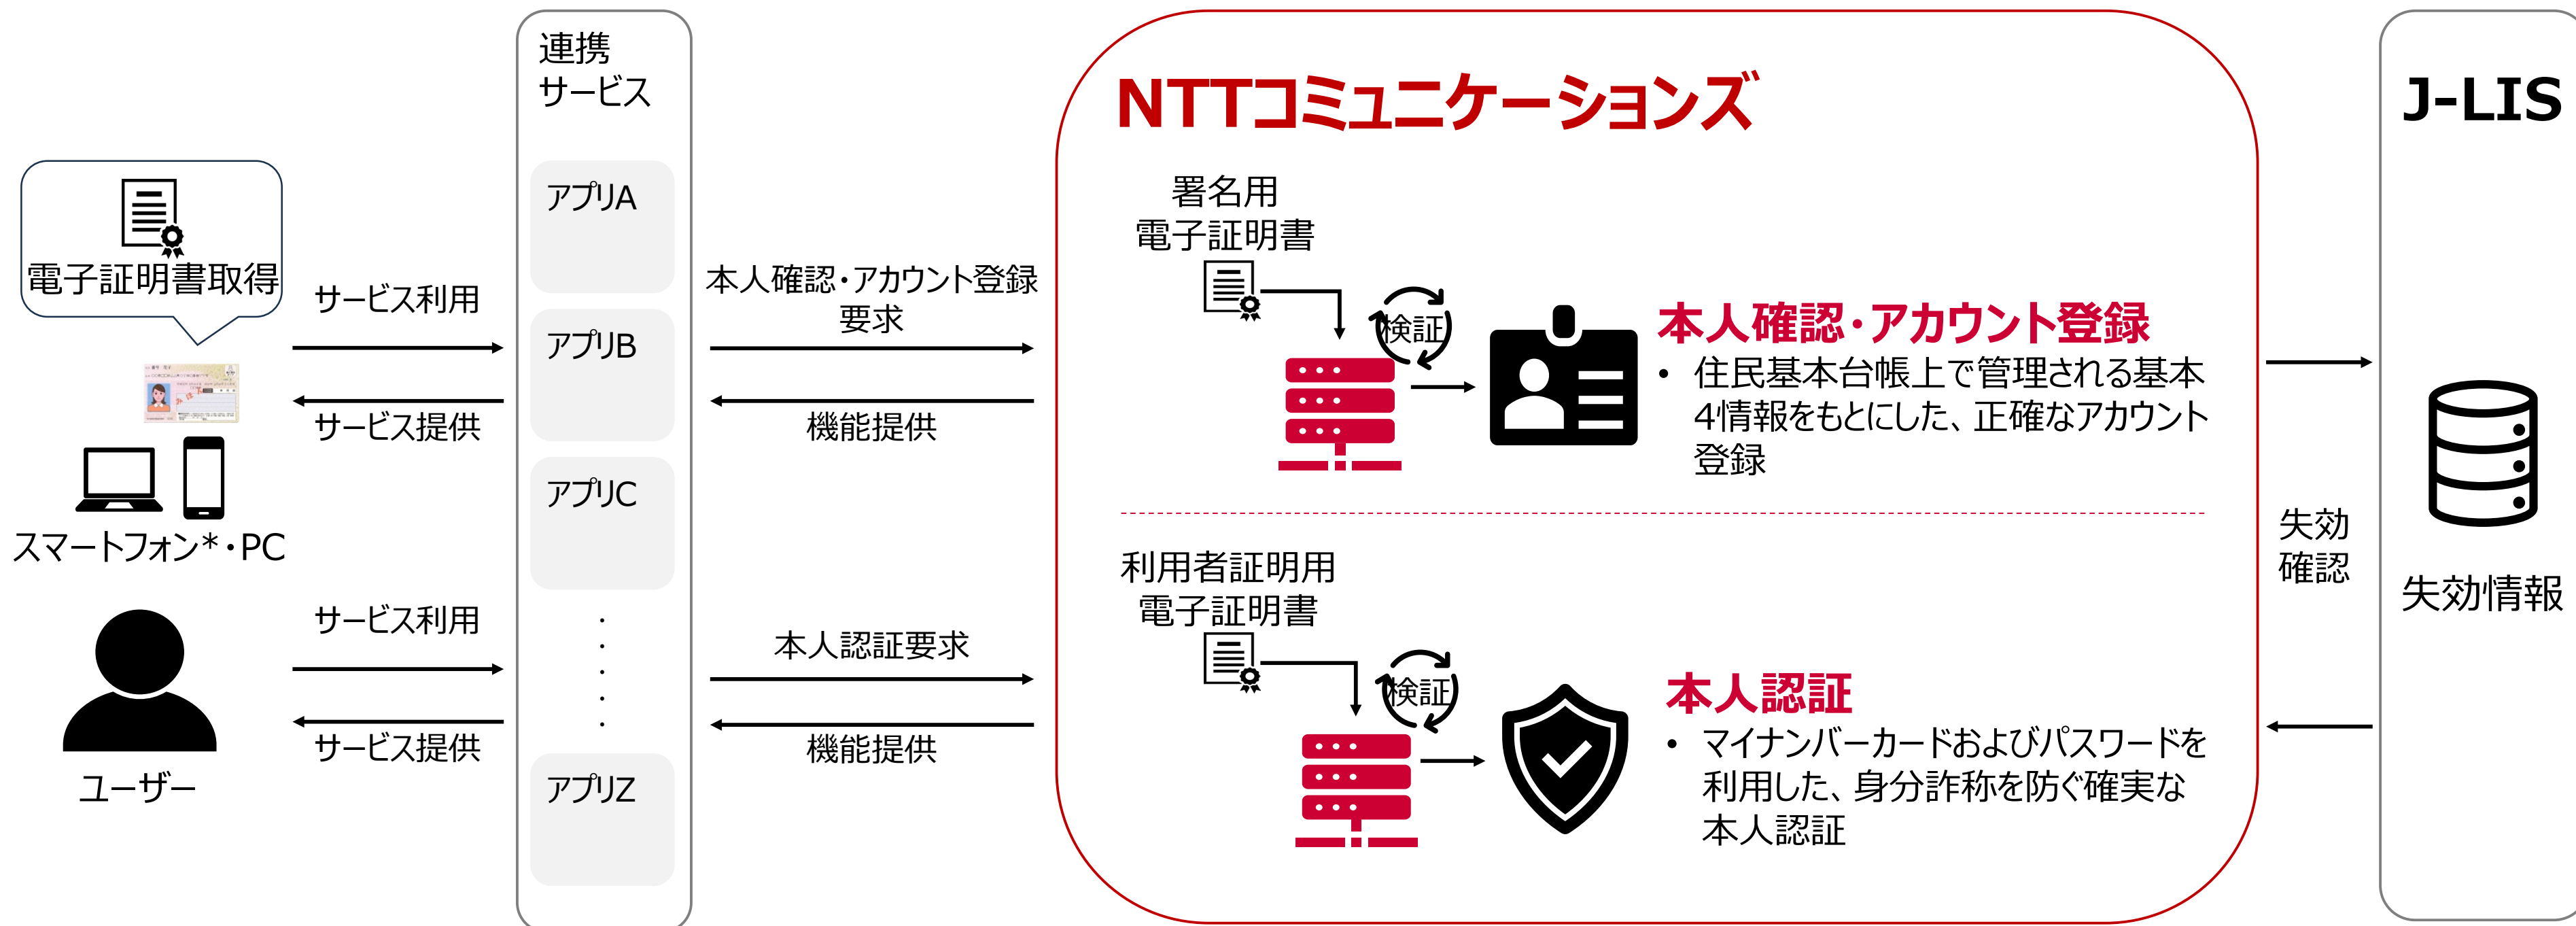 電子証明書取得
スマートフォン*・PC
ユーザー
サービス利用
サービス提供
サービス利用
サービス提供
連携
サービス
アプリA
アプリB
アプリC
・
・
・
・
・
アプリZ
本人確認・アカウント登録
要求
機能提供
本人認証要求
機能提供
NTTコミュニケーションズ
署名用
電子証明書
検証
本人確認・アカウント登録
• 住民基本台帳上で管理される基本
4情報をもとにした、正確なアカウント
登録
利用者証明用
電子証明書
検証
本人認証
• マイナンバーカードおよびパスワードを
利用した、身分詐称を防ぐ確実な
本人認証
失効
確認
J-LIS
失効情報